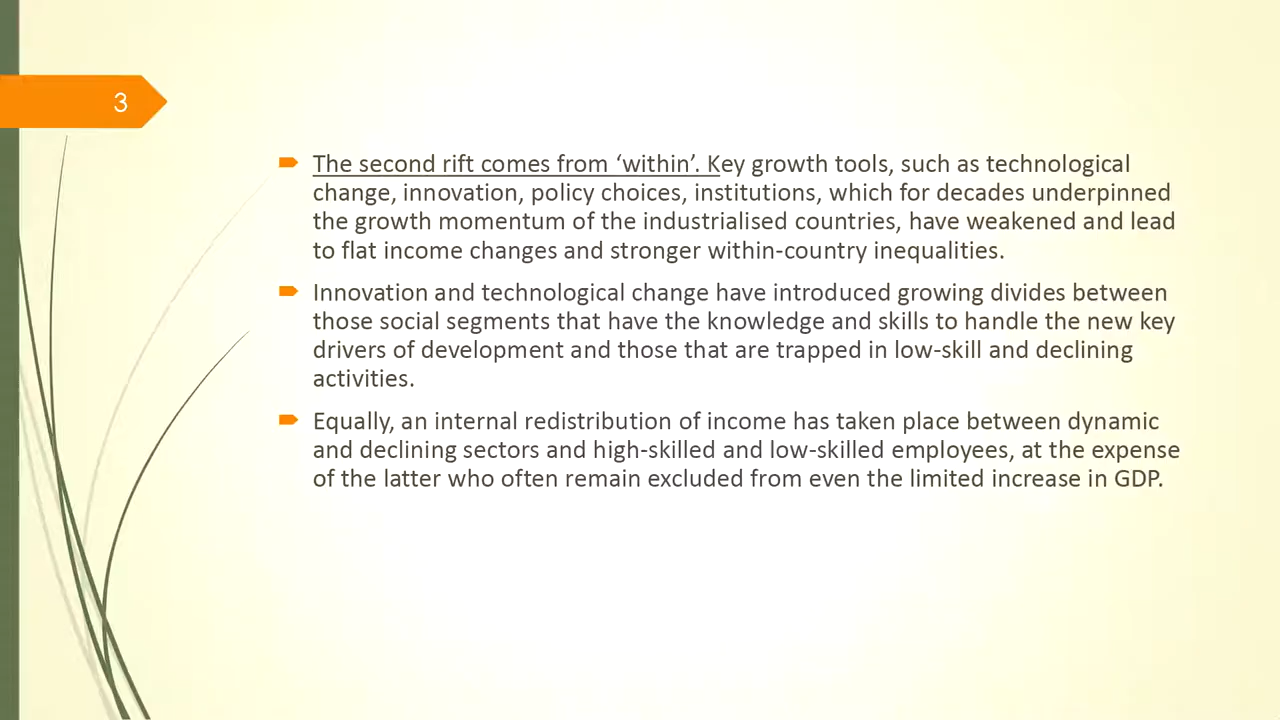 3
The second rift comes from ‘within’. Key growth tools, such as technological
change, innovation, policy choices, institutions, which for decades underpinned
the growth momentum of the industrialised countries, have weakened and lead
to flat income changes and stronger within-country inequalities.
Innovation and technological change have introduced growing divides between
those social segments that have the knowledge and skills to handle the new key
drivers of development and those that are trapped in low-skill and declining
activities.
Equally, an internal redistribution of income has taken place between dynamic
and declining sectors and high-skilled and low-skilled employees, at the expense
of the latter who often remain excluded from even the limited increase in GDP.